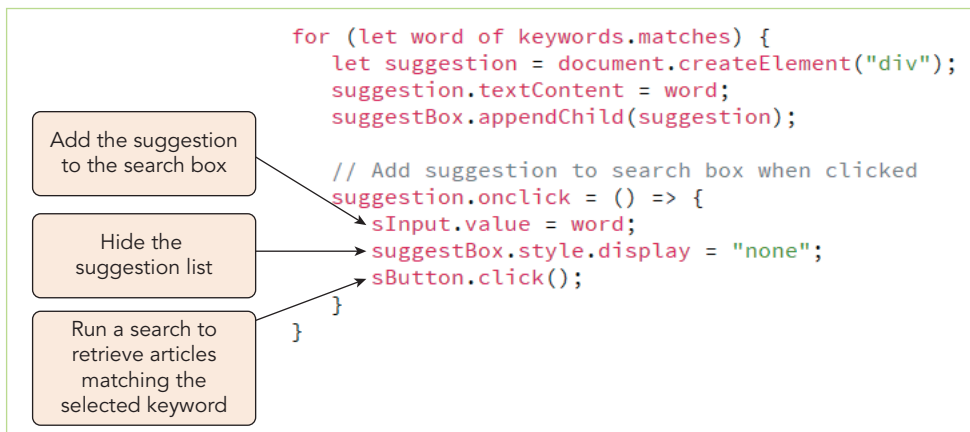 for (let word of keywords.matches) {
let suggestion = document.createElement("div");
suggestion.textContent = word;
suggestBox.appendChild(suggestion);
Add the suggestion
to the search box
// Add suggestion to search box when clicked
suggestion.onclick = () => {
sInput.value = word;
Hide the
suggestion list
suggestBox.style.display = "none";
sButton.click();
}
}
Run a search to
retrieve articles
matching the
selected keyword